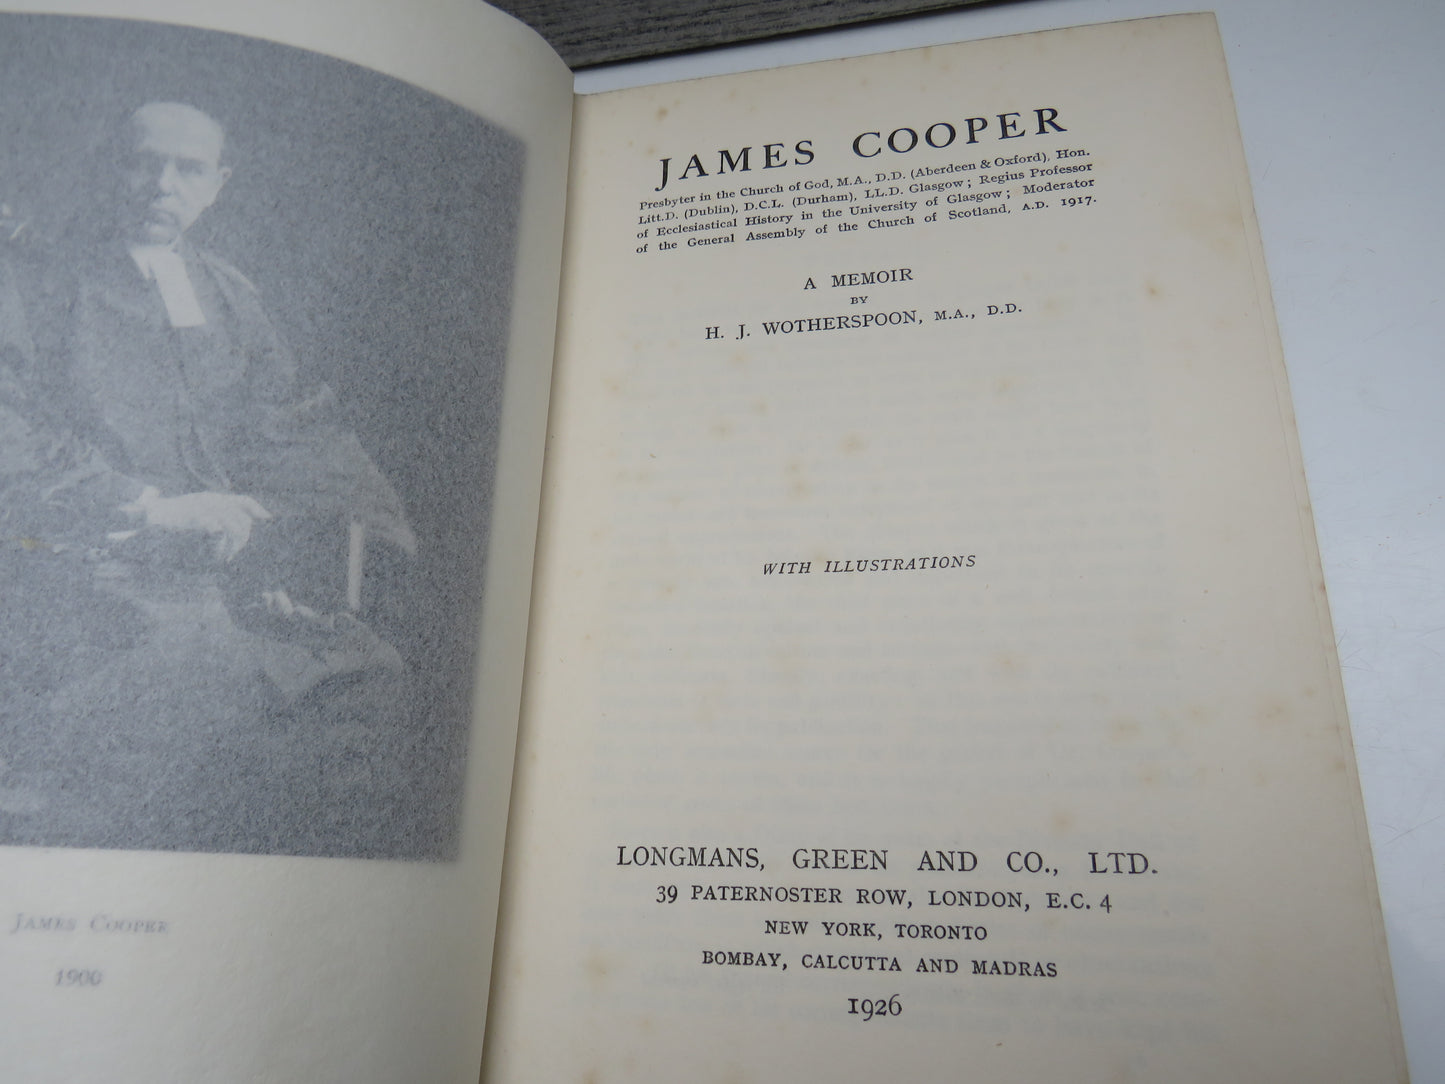 JAMES COOPER
1900
JAMES COOPER
Presbyter in the Church of God, M.A., D.D. (Aberdeen & Oxford), Hon.
Litt.D. (Dublin), D.C.L. (Durham), LL.D. Glasgow; Regius Professor
of Ecclesiastical History in the University of Glasgow; Moderator
of the General Assembly of the Church of Scotland, A.D. 1917.
A MEMOIR
BY
H. J. WOTHERSPOON, M.A., D.D.
WITH ILLUSTRATIONS
LONGMANS, GREEN AND CO., LTD.
39 PATERNOSTER ROW, LONDON, E.C. 4
NEW YORK, TORONTO
BOMBAY, CALCUTTA AND MADRAS
1926